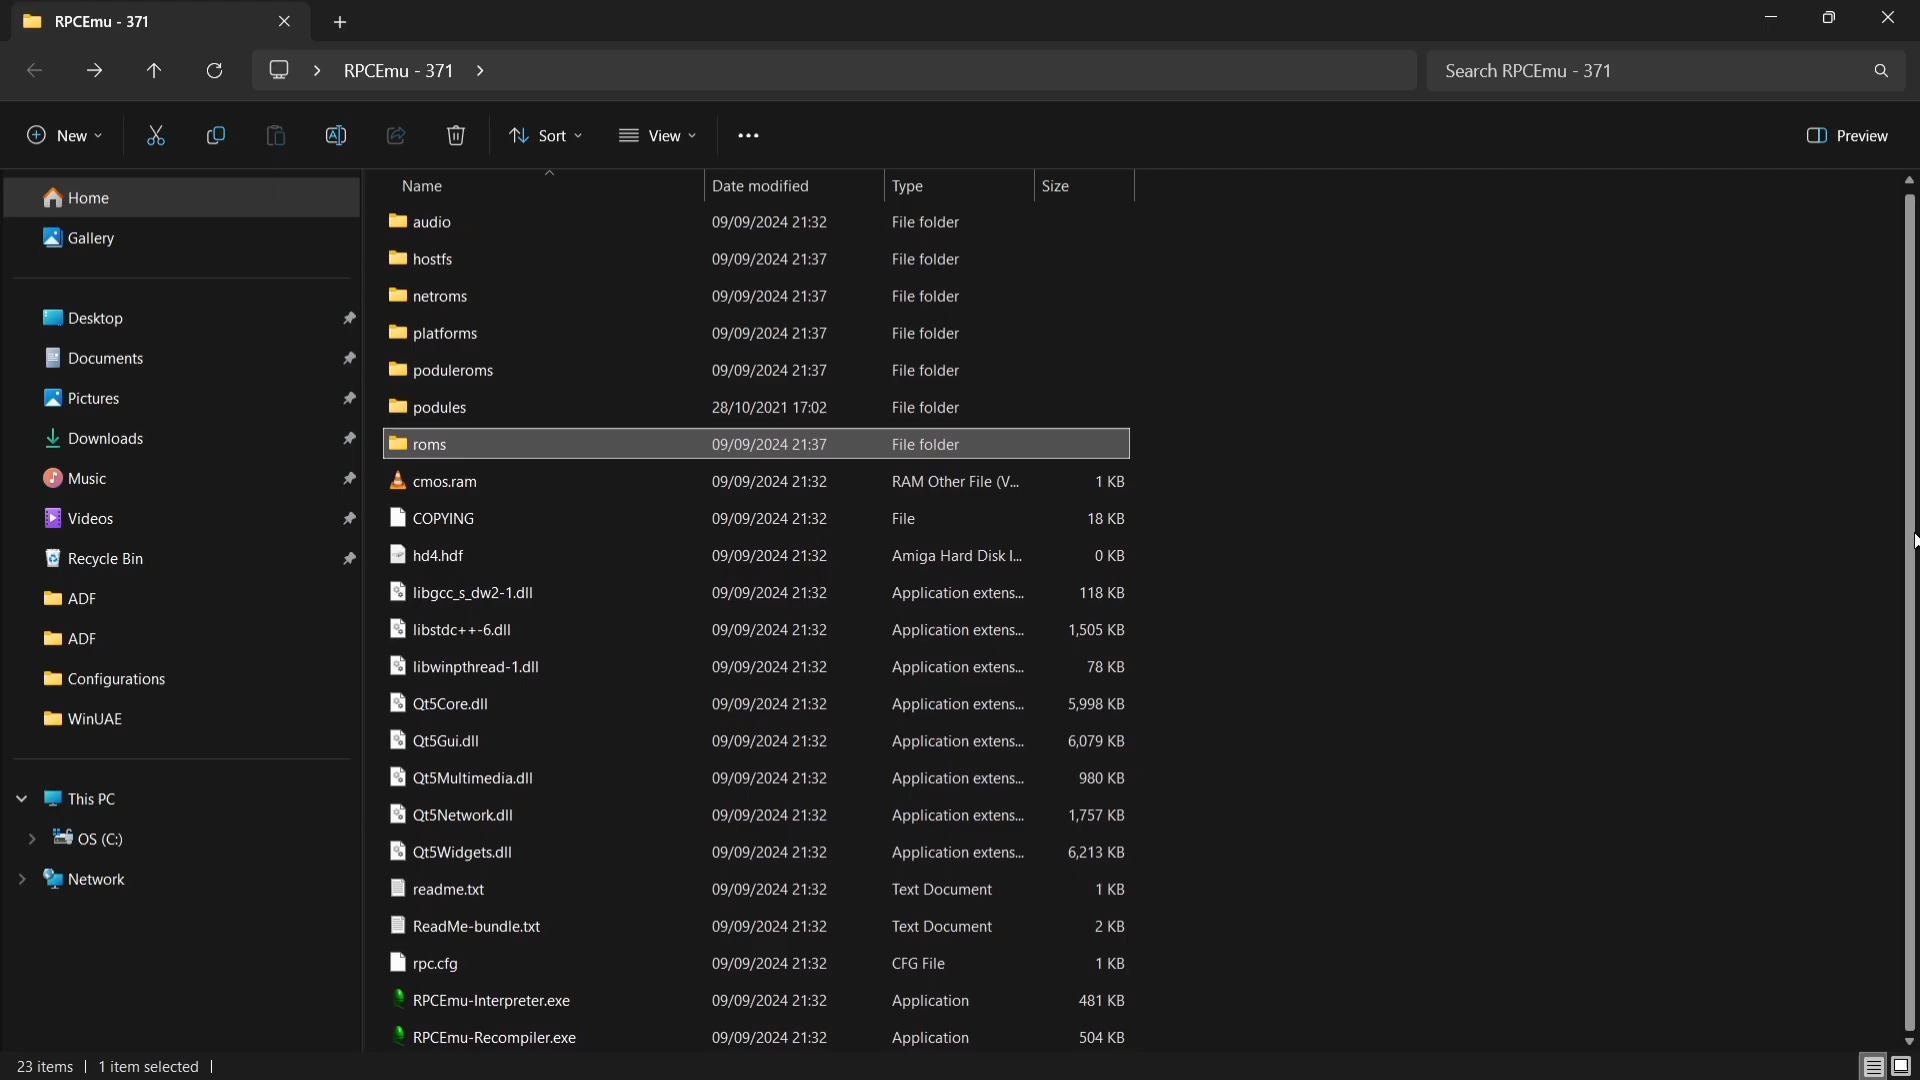 RPCEmu - 371
RPCEmu - 371
Search RPCEmu - 371
New
Sort
View
Preview
Home
Gallery
Desktop
Documents
Pictures
Downloads
Music
Videos
Recycle Bin
ADF
ADF
Configurations
WinUAE
This PC
OS (C:)
Network
Name Date modified Type Size
audio 09/09/2024 21:32 File folder
hostfs 09/09/2024 21:37 File folder
netroms 09/09/2024 21:37 File folder
platforms 09/09/2024 21:37 File folder
poduleroms 09/09/2024 21:37 File folder
podules 28/10/2021 17:02 File folder
roms 09/09/2024 21:37 File folder
cmos.ram 09/09/2024 21:32 RAM Other File (V... 1 KB
COPYING 09/09/2024 21:32 File 18 KB
hd4.hdf 09/09/2024 21:32 Amiga Hard Disk I... 0 KB
libgcc_s_dw2-1.dll 09/09/2024 21:32 Application extens... 118 KB
libstdc++-6.dll 09/09/2024 21:32 Application extens... 1,505 KB
libwinpthread-1.dll 09/09/2024 21:32 Application extens... 78 KB
Qt5Core.dll 09/09/2024 21:32 Application extens... 5,998 KB
Qt5Gui.dll 09/09/2024 21:32 Application extens... 6,079 KB
Qt5Multimedia.dll 09/09/2024 21:32 Application extens... 980 KB
Qt5Network.dll 09/09/2024 21:32 Application extens... 1,757 KB
Qt5Widgets.dll 09/09/2024 21:32 Application extens... 6,213 KB
readme.txt 09/09/2024 21:32 Text Document 1 KB
ReadMe-bundle.txt 09/09/2024 21:32 Text Document 2 KB
rpc.cfg 09/09/2024 21:32 CFG File 1 KB
RPCEmu-Interpreter.exe 09/09/2024 21:32 Application 481 KB
RPCEmu-Recompiler.exe 09/09/2024 21:32 Application 504 KB
23 items 1 item selected